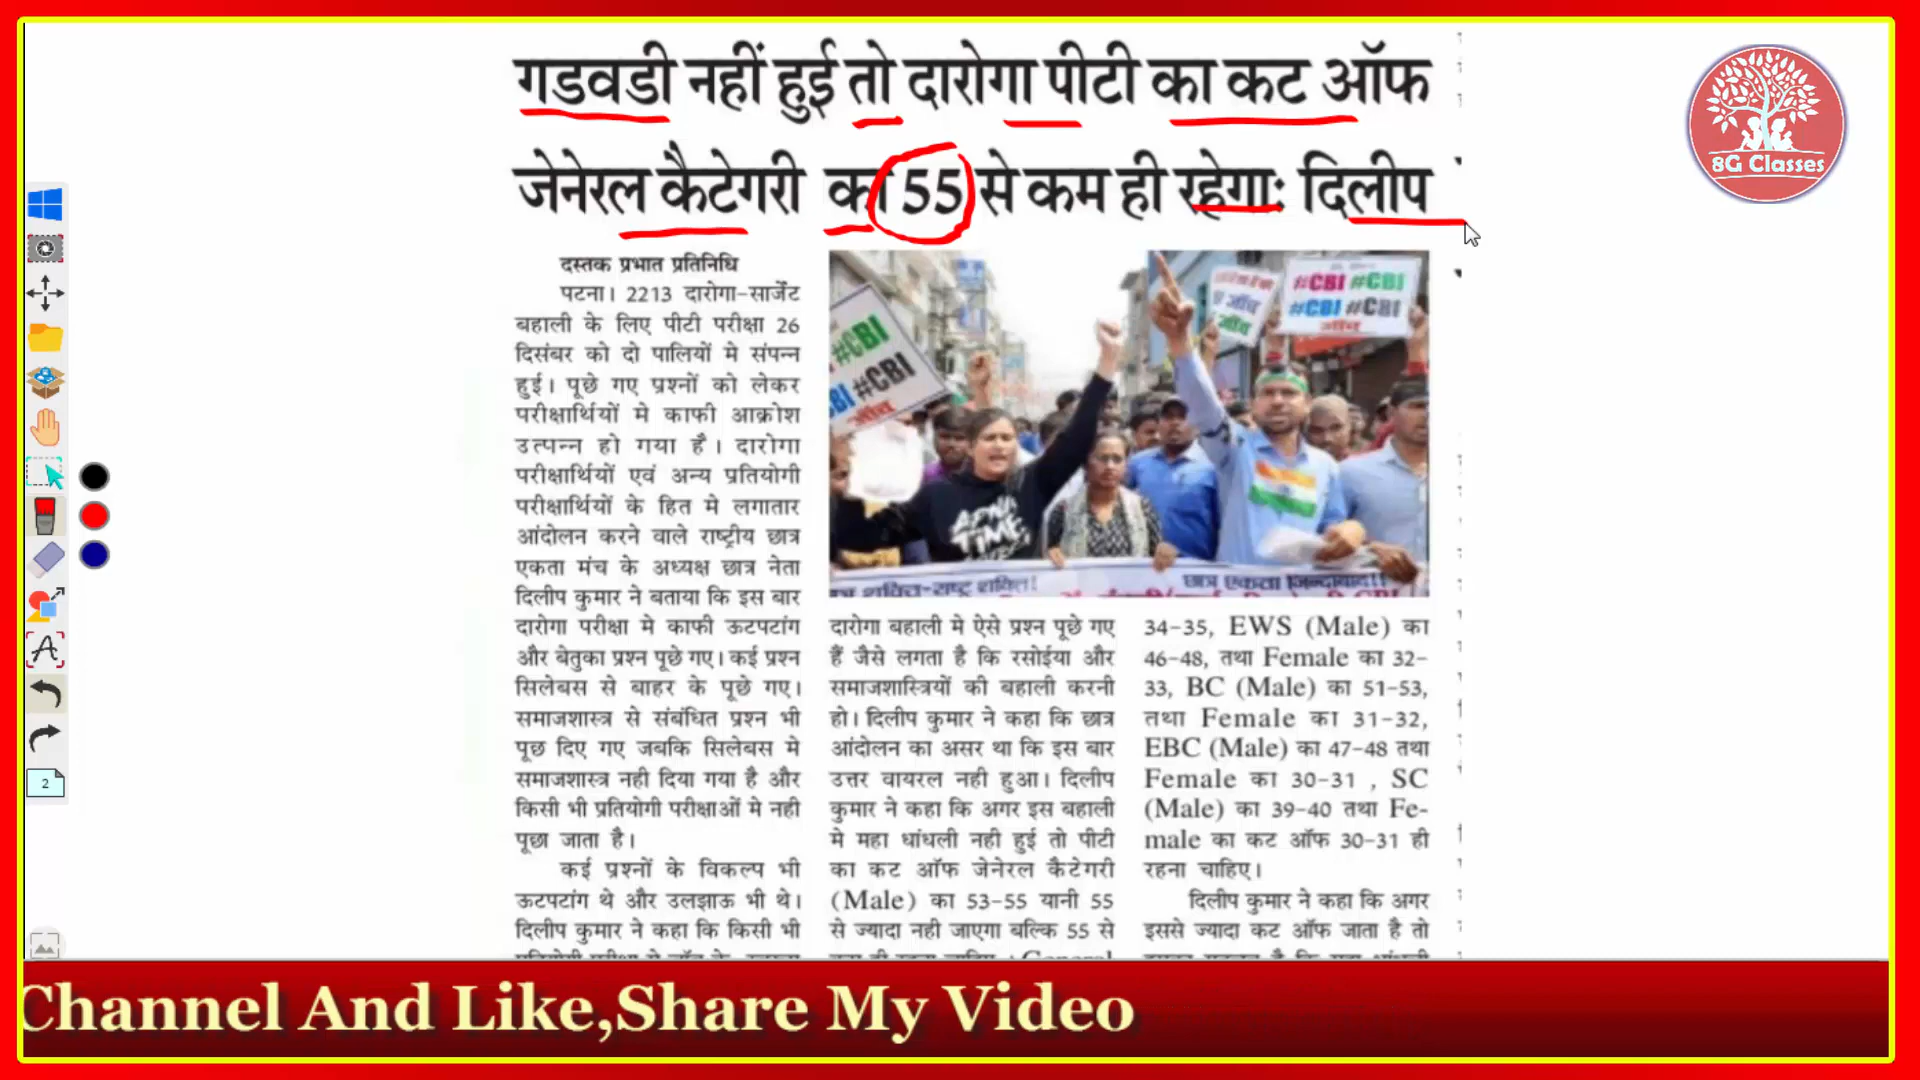 गडवडी नहीं हुई तो दारोगा पीटी का कट ऑफ
जेनेरल कैटेगरी का 55 से कम ही रहेगाः दिलीप
8G Classes
दस्तक प्रभात प्रतिनिधि
पटना। 2213 दारोगा-सार्जेंट
बहाली के लिए पीटी परीक्षा 26
दिसंबर को दो पालियों मे संपन्न
हुई। पूछे गए प्रश्नों को लेकर
परीक्षार्थियों मे काफी आक्रोश
उत्पन्न हो गया है। दारोगा
परीक्षार्थियों एवं अन्य प्रतियोगी
परीक्षार्थियों के हित मे लगातार
आंदोलन करने वाले राष्ट्रीय छात्र
एकता मंच के अध्यक्ष छात्र नेता
दिलीप कुमार ने बताया कि इस बार
दारोगा परीक्षा मे काफी ऊटपटांग
और बेतुका प्रश्न पूछे गए। कई प्रश्न
सिलेबस से बाहर के पूछे गए।
समाजशास्त्र से संबंधित प्रश्न भी
पूछ दिए गए जबकि सिलेबस मे
समाजशास्त्र नही दिया गया है और
किसी भी प्रतियोगी परीक्षाओं मे नही
पूछा जाता है।
कई प्रश्नों के विकल्प भी
ऊटपटांग थे और उलझाऊ भी थे।
दिलीप कुमार ने कहा कि किसी भी
#CBI #CBI
#CBI #CBI
जाँच
#CBI
BI #CBI
जाँच
APNA
TIME
छात्र एकता जिन्दाबाद!!
दारोगा बहाली मे ऐसे प्रश्न पूछे गए
हैं जैसे लगता है कि रसोईया और
समाजशास्त्रियों की बहाली करनी
हो। दिलीप कुमार ने कहा कि छात्र
आंदोलन का असर था कि इस बार
उत्तर वायरल नही हुआ। दिलीप
कुमार ने कहा कि अगर इस बहाली
मे महा धांधली नही हुई तो पीटी
का कट ऑफ जेनेरल कैटेगरी
(Male) का 53-55 यानी 55
से ज्यादा नही जाएगा बल्कि 55 से
34-35, EWS (Male) का
46-48, तथा Female का 32-
33, BC (Male) का 51-53,
तथा Female का 31-32,
EBC (Male) का 47-48 तथा
Female का 30-31 , SC
(Male) का 39-40 तथा Fe-
male का कट ऑफ 30-31 ही
रहना चाहिए।
दिलीप कुमार ने कहा कि अगर
इससे ज्यादा कट ऑफ जाता है तो
2
Channel And Like,Share My Video